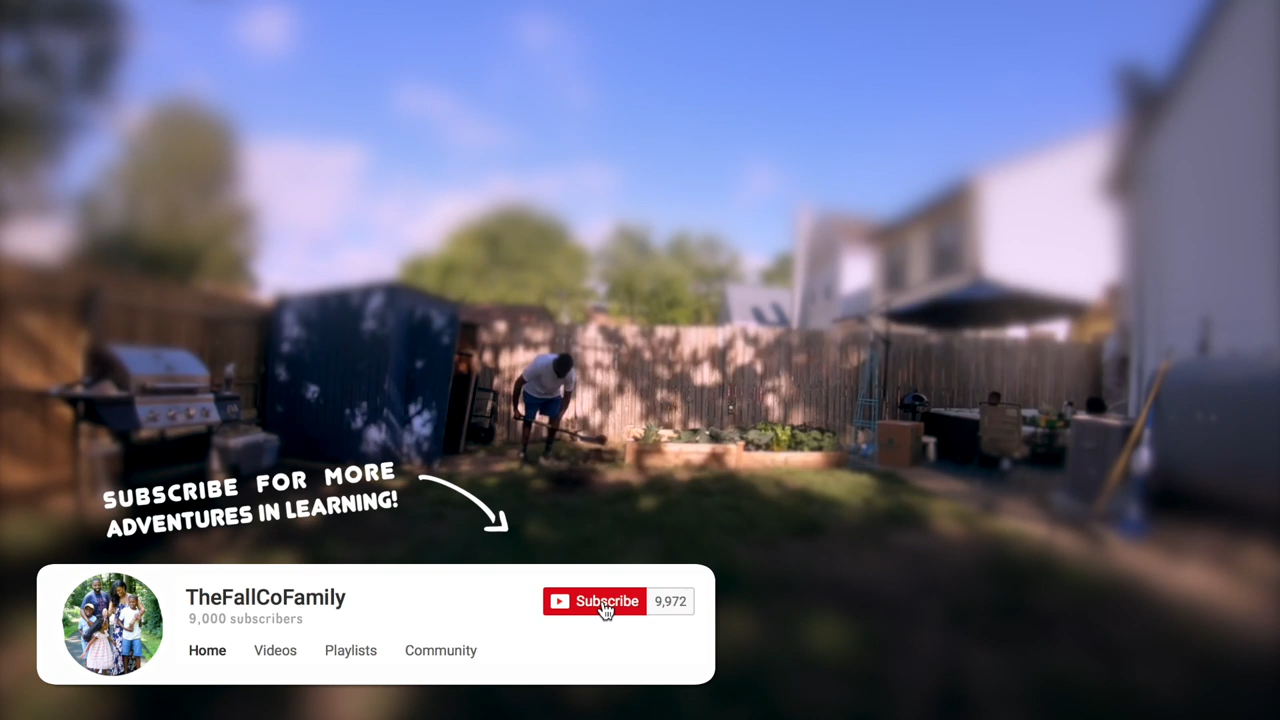 SUBSCRIBE FOR MORE
ADVENTURES IN LEARNING!
TheFallCoFamily
9,000 subscribers
Subscribe 9,972
Home Videos Playlists Community